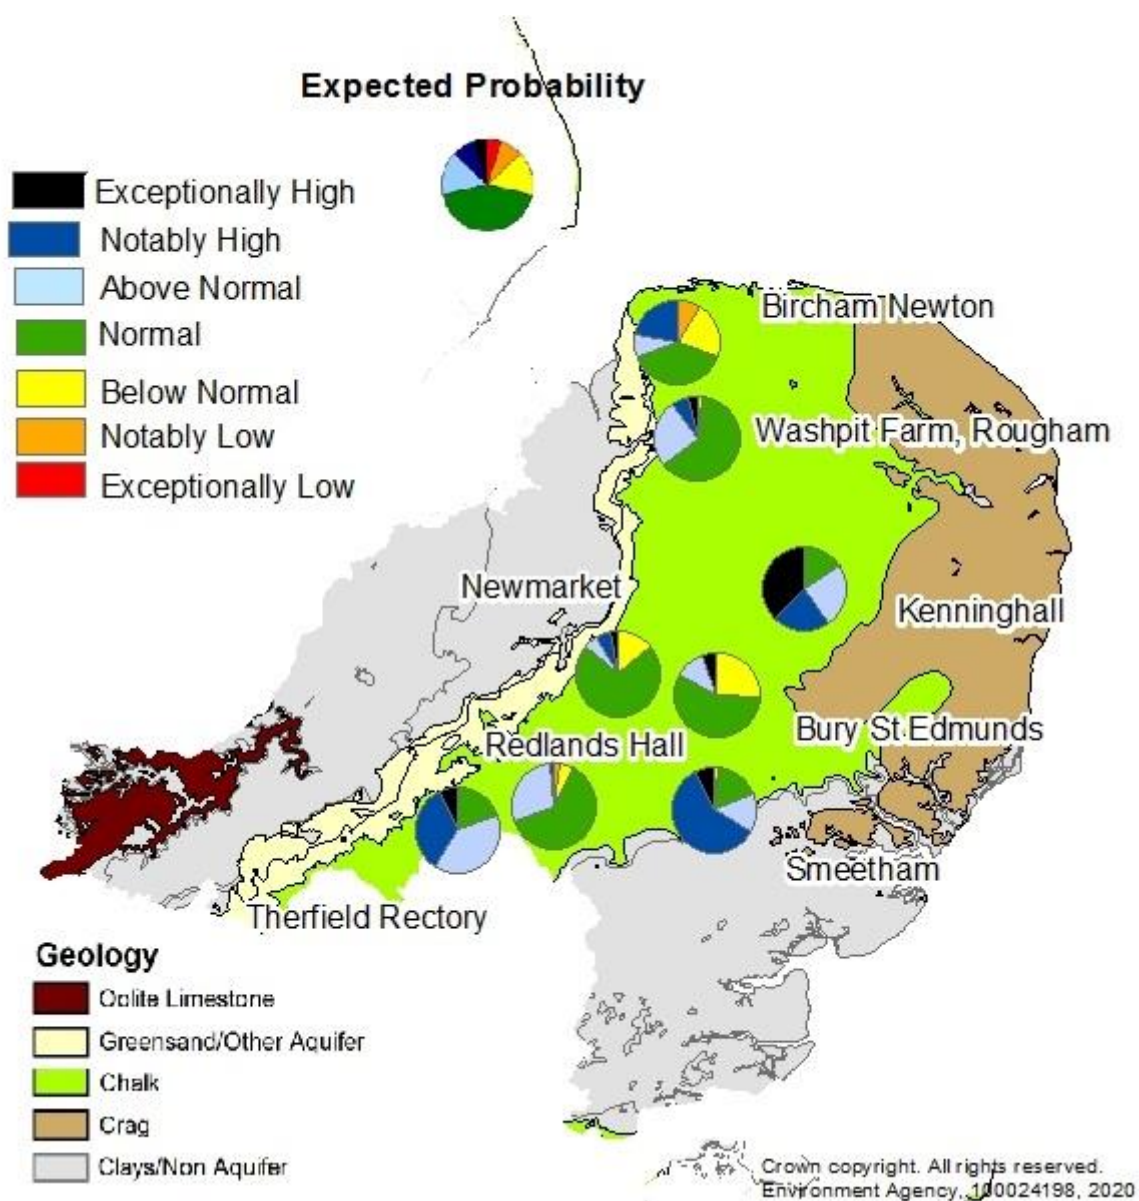 Expected Probability
Exceptionally High
Notably High
Above Normal
Normal
Below Normal
Notably Low
Exceptionally Low
Bircham Newton
Washpit Farm, Rougham
Newmarket
Kenninghall
Bury St Edmunds
Redlands Hall
Smeetham
Therfield Rectory
Geology
Oolite Limestone
Greensand/Other Aquifer
Chalk
Crag
Clays/Non Aquifer
Crown copyright. All rights reserved.
Environment Agency, 100024198, 2020